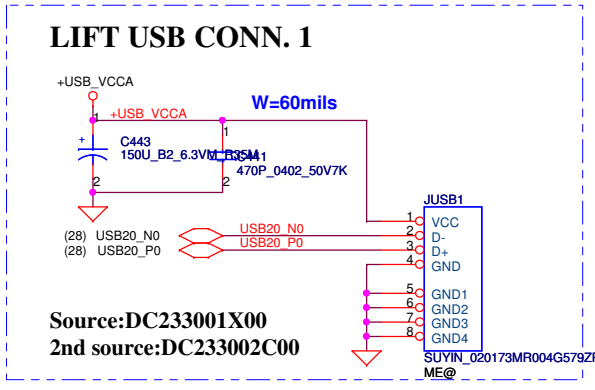 LIFT USB CONN. 1
+USB_VCCA
+USB_VCCA
W=60mils
1
1
C443
150U_B2_6.3VM_R35M
C441
470P_0402_50V7K
+
2
2
JUSB1
1 VCC
(28) USB20_N0 USB20_N0 2 D-
(28) USB20_P0 USB20_P0 3 D+
4 GND
5 GND1
6 GND2
7 GND3
8 GND4
Source:DC233001X00
2nd source:DC233002C00
SUYIN_020173MR004G579ZR
ME@